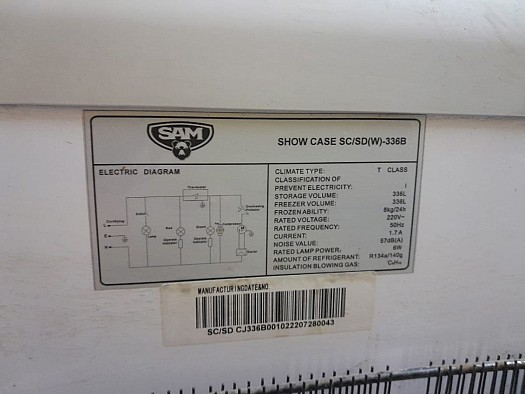 SAM
SHOW CASE SC/SD(W)-336B
ELECTRIC DIAGRAM
CLIMATE TYPE: T CLASS
CLASSIFICATION OF
PREVENT ELECTRICITY: I
STORAGE VOLUME: 336L
FREEZER VOLUME: 336L
FROZEN ABILITY: 8kg/24h
RATED VOLTAGE: 220V~
RATED FREQUENCY: 50Hz
CURRENT: 1.7A
NOISE VALUE: 57dB(A)
RATED LAMP POWER: 6W
AMOUNT OF REFRIGERANT: R134a/140g
INSULATION BLOWING GAS: C₅H₁₀
Thermostat
MANUFACTURINGDATE&NO.
SC/SD CJ336B001022207280043